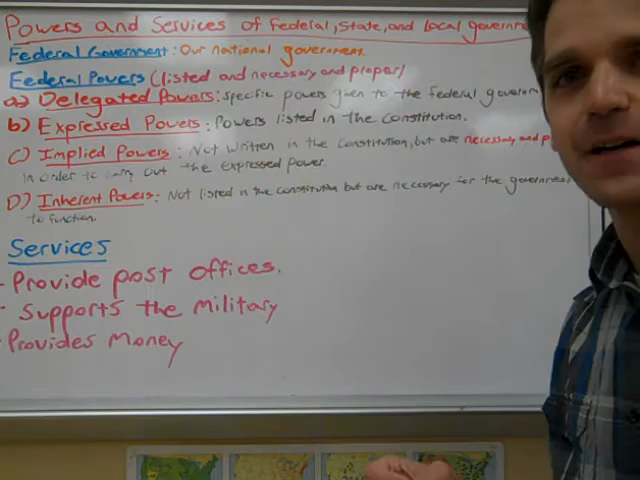 Powers and Services of Federal, State, and Local governm
Federal Government: Our national government.
Federal Powers (listed and necessary and proper)
a) Delegated Powers: specific powers given to the federal governm
b) Expressed Powers: Powers listed in the Constitution.
C) Implied Powers: Not written in the Constitution, but are necessary and p
in order to carry out the expressed power.
D) Inherent Powers: Not listed in the constitution but are necessary for the government
to function.
Services
- Provide post offices.
- Supports the military
- Provides Money